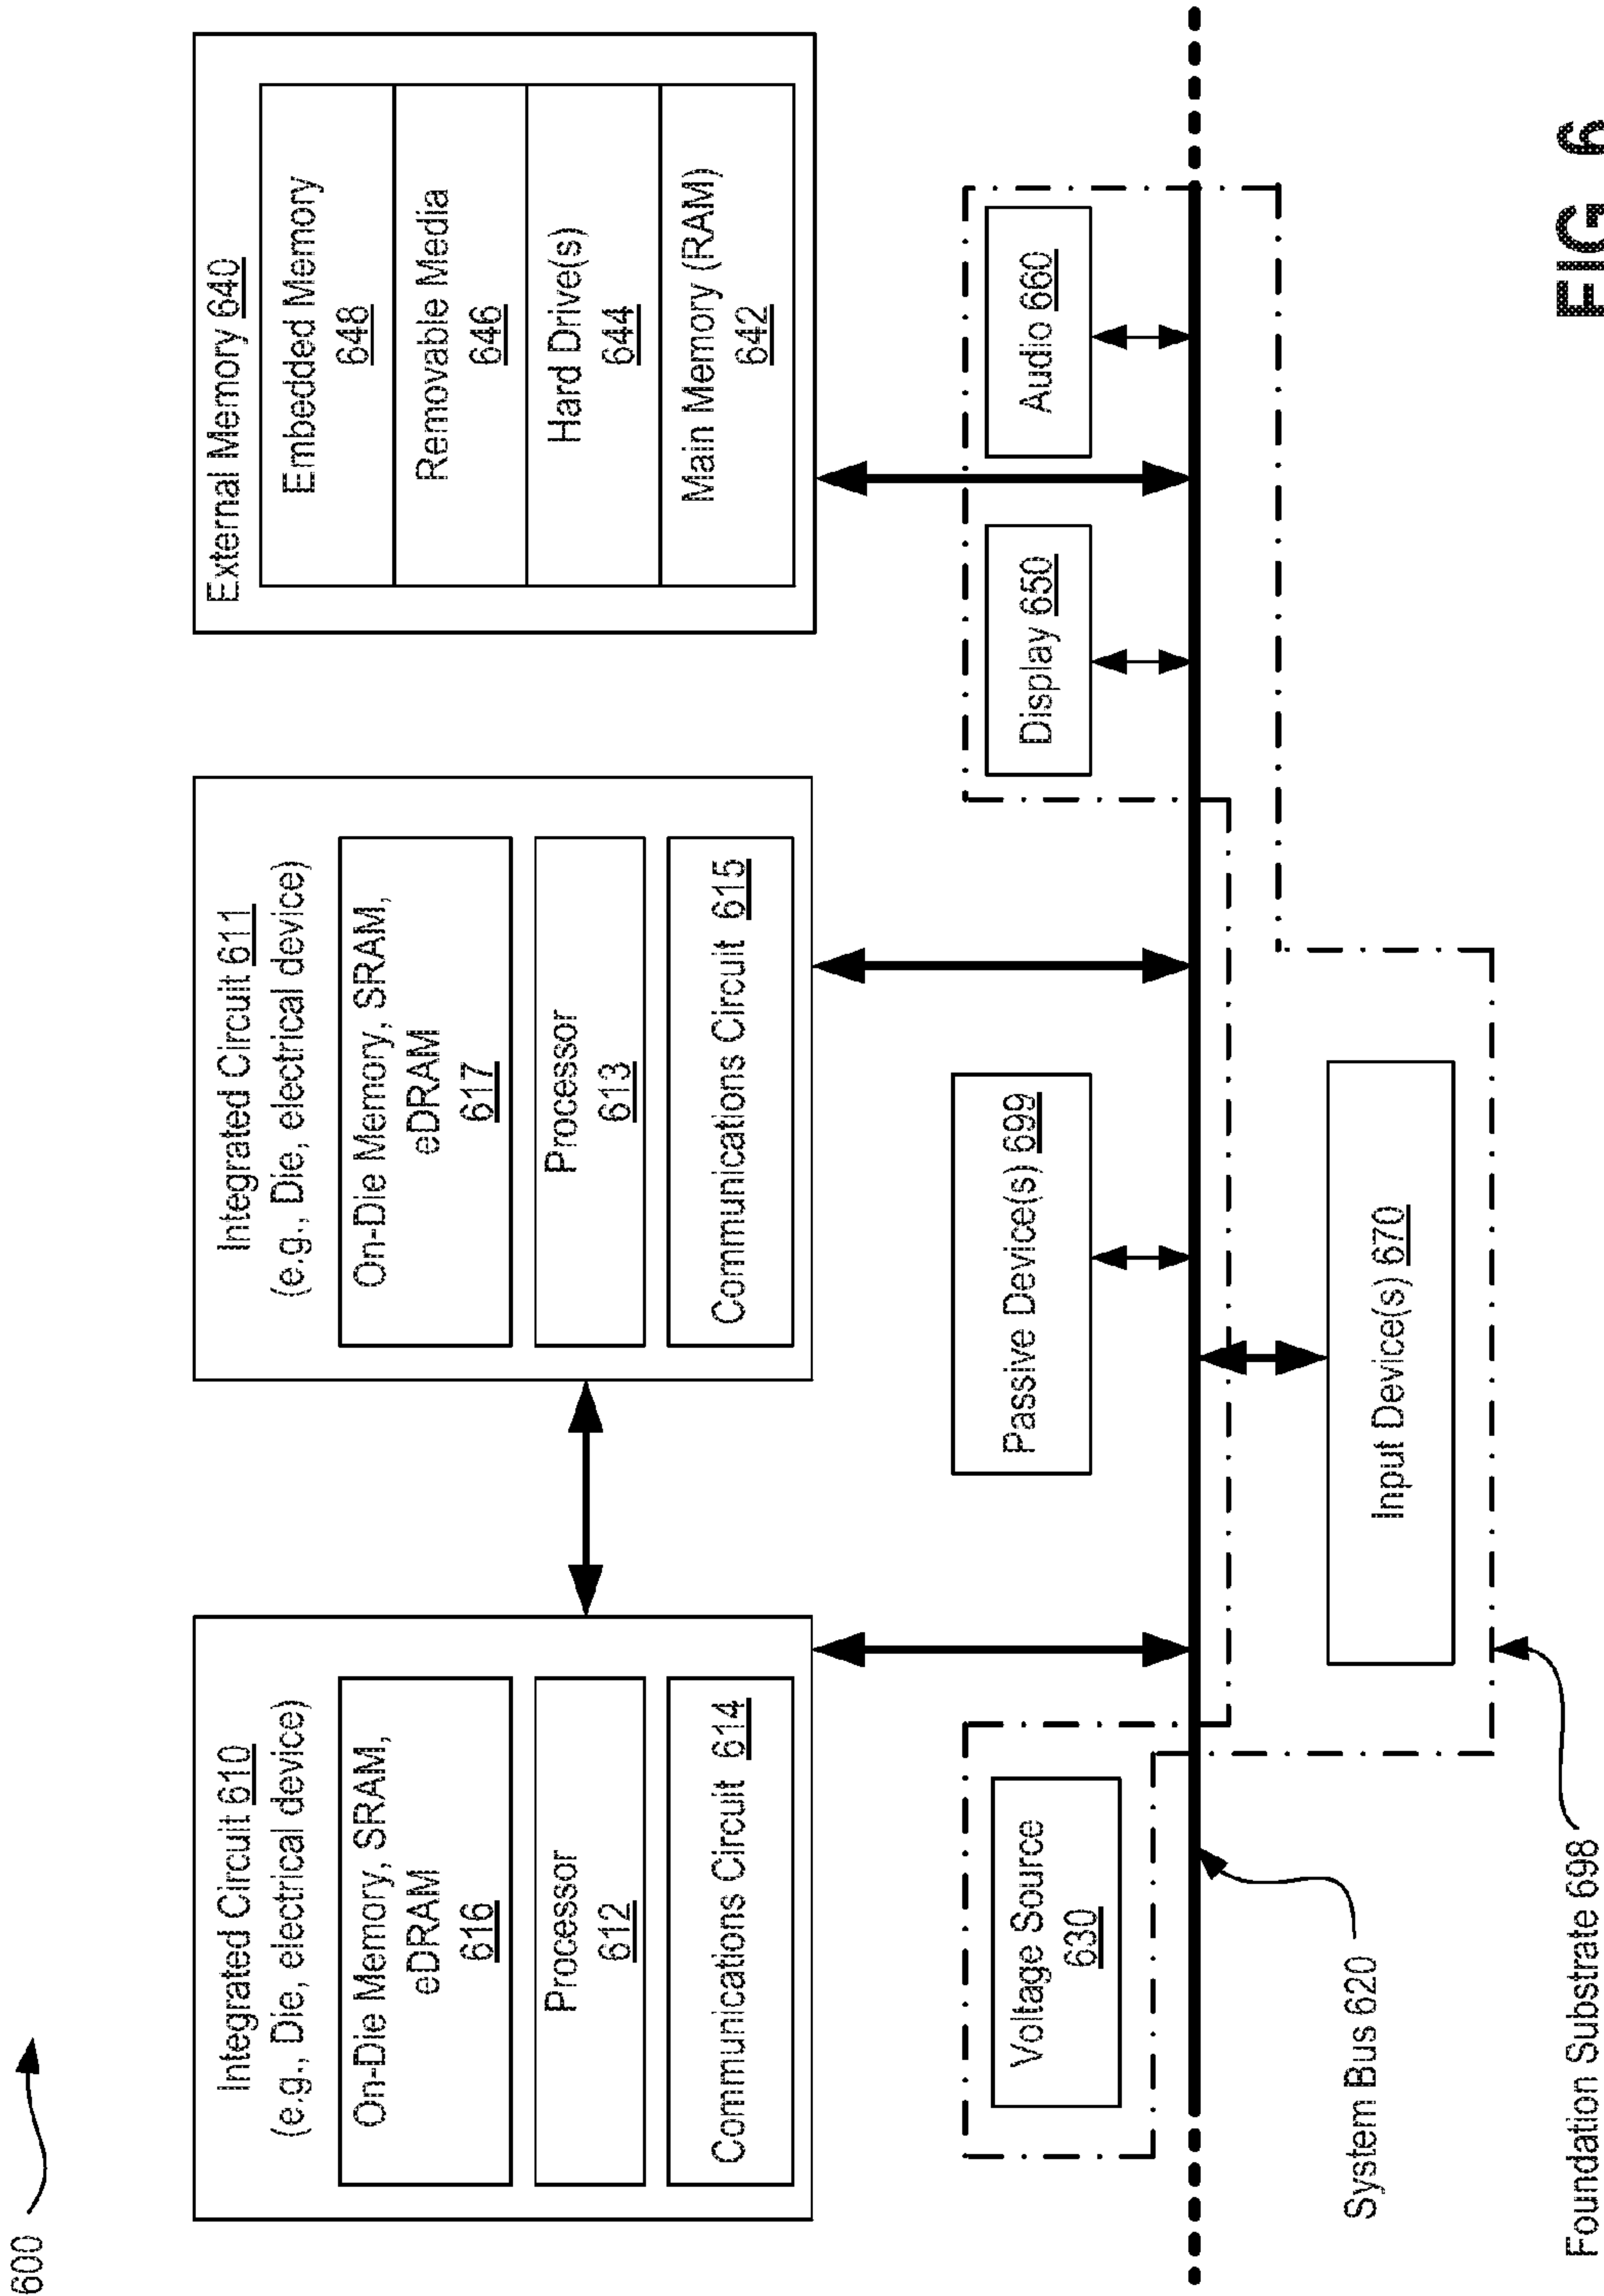 600
Integrated Circuit 610
(e.g., Die, electrical device)
On-Die Memory, SRAM,
eDRAM
616
Processor
612
Communications Circuit 614
Integrated Circuit 611
(e.g., Die, electrical device)
On-Die Memory, SRAM,
eDRAM
617
Processor
613
Communications Circuit 615
External Memory 640
Embedded Memory
648
Removable Media
646
Hard Drive(s)
644
Main Memory (RAM)
642
Voltage Source
630
Passive Device(s) 699
Display 650
Audio 660
Input Device(s) 670
System Bus 620
Foundation Substrate 698
FIG 6